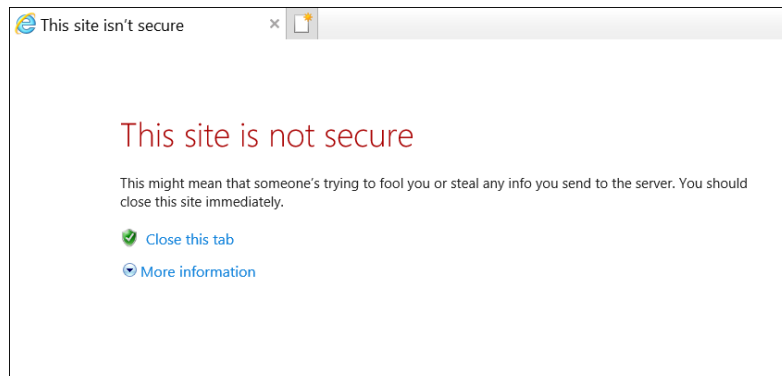 This site isn't secure
This site is not secure
This might mean that someone's trying to fool you or steal any info you send to the server. You should
close this site immediately.
Close this tab
More information